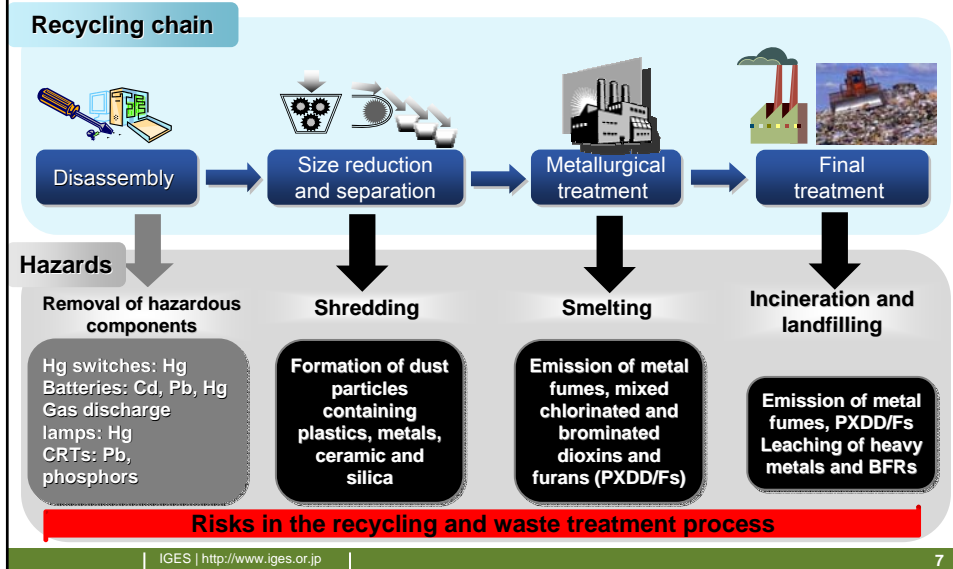 Recycling chain
Disassembly
Size reduction
and separation
Metallurgical
treatment
Final
treatment
Hazards
Removal of hazardous
components
Hg switches: Hg
Batteries: Cd, Pb, Hg
Gas discharge
lamps: Hg
CRTs: Pb,
phosphors
Shredding
Formation of dust
particles
containing
plastics, metals,
ceramic and
silica
Smelting
Emission of metal
fumes, mixed
chlorinated and
brominated
dioxins and
furans (PXDD/Fs)
Incineration and
landfilling
Emission of metal
fumes, PXDD/Fs
Leaching of heavy
metals and BFRs
Risks in the recycling and waste treatment process
IGES | http://www.iges.or.jp
7